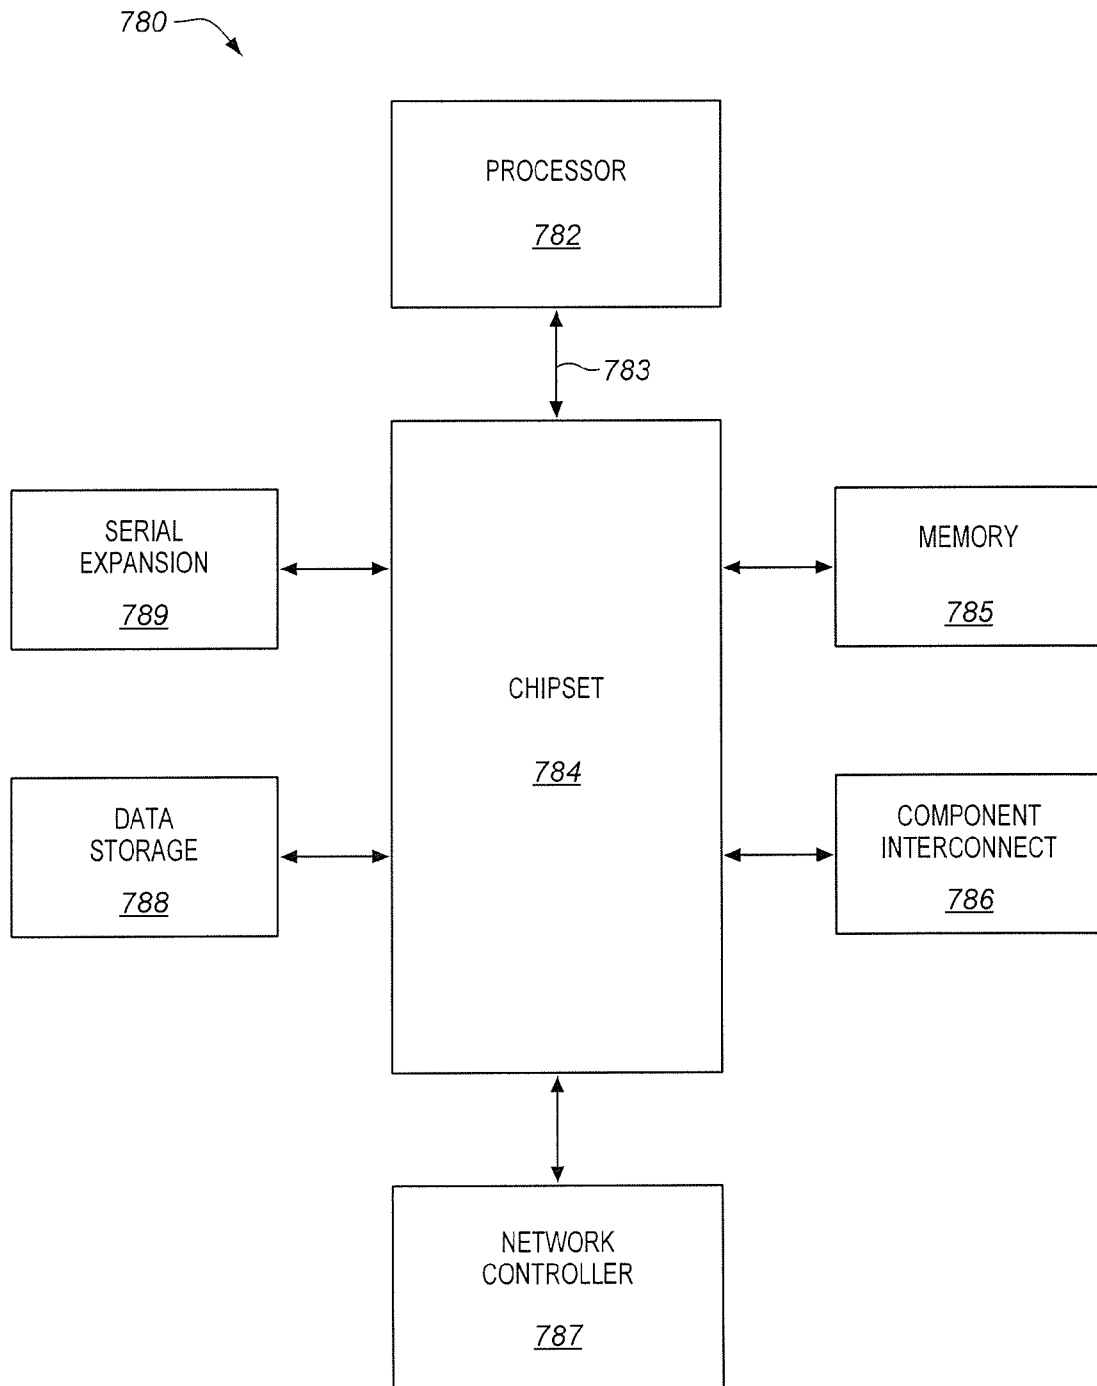 780
PROCESSOR
782
783
SERIAL
EXPANSION
789
MEMORY
785
CHIPSET
784
DATA
STORAGE
788
COMPONENT
INTERCONNECT
786
NETWORK
CONTROLLER
787